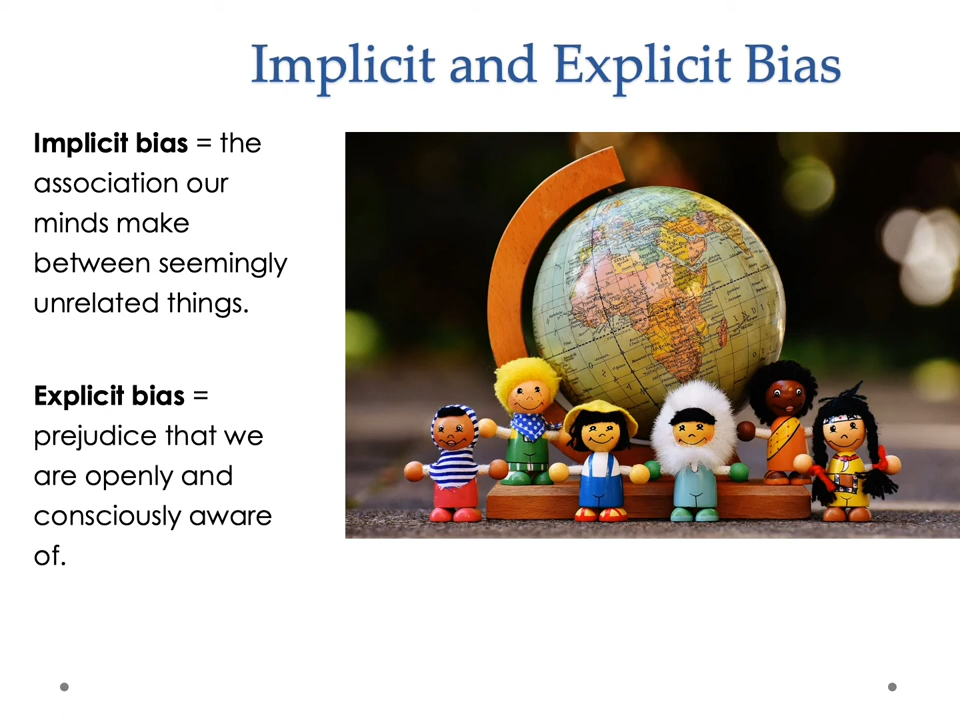 Implicit and Explicit Bias
Implicit bias = the
association our
minds make
between seemingly
unrelated things.
Explicit bias =
prejudice that we
are openly and
consciously aware
of.